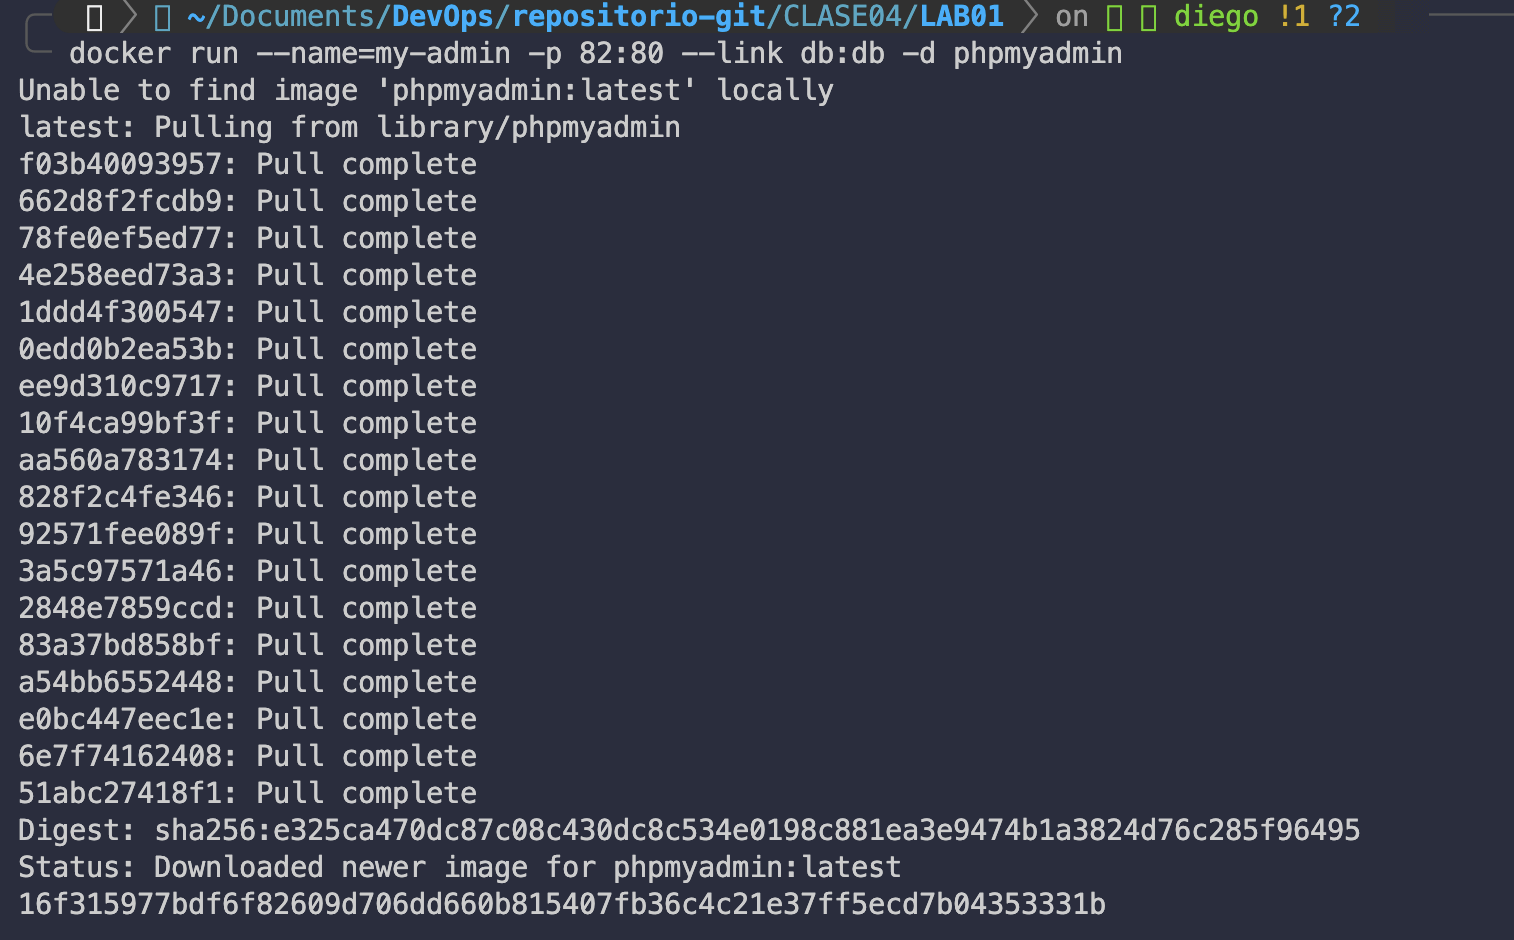 ~/Documents/DevOps/repositorio-git/CLASE04/LAB01 on diego !1 ?2
docker run --name=my-admin -p 82:80 --link db:db -d phpmyadmin
Unable to find image 'phpmyadmin:latest' locally
latest: Pulling from library/phpmyadmin
f03b40093957: Pull complete
662d8f2fcdb9: Pull complete
78fe0ef5ed77: Pull complete
4e258eed73a3: Pull complete
1ddd4f300547: Pull complete
0edd0b2ea53b: Pull complete
ee9d310c9717: Pull complete
10f4ca99bf3f: Pull complete
aa560a783174: Pull complete
828f2c4fe346: Pull complete
92571fee089f: Pull complete
3a5c97571a46: Pull complete
2848e7859ccd: Pull complete
83a37bd858bf: Pull complete
a54bb6552448: Pull complete
e0bc447eec1e: Pull complete
6e7f74162408: Pull complete
51abc27418f1: Pull complete
Digest: sha256:e325ca470dc87c08c430dc8c534e0198c881ea3e9474b1a3824d76c285f96495
Status: Downloaded newer image for phpmyadmin:latest
16f315977bdf6f82609d706dd660b815407fb36c4c21e37ff5ecd7b04353331b